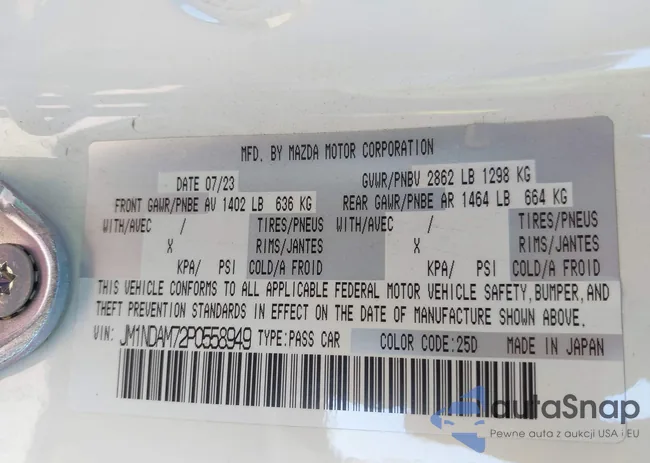 MFD. BY MAZDA MOTOR CORPORATION
DATE 07/23 GVWR/PNBV 2862 LB 1298 KG
FRONT GAWR/PNBE AV 1402 LB 636 KG REAR GAWR/PNBE AR 1464 LB 664 KG
WITH/AVEC / TIRES/PNEUS WITH/AVEC / TIRES/PNEUS
X RIMS/JANTES X RIMS/JANTES
KPA/ PSI COLD/A FROID KPA/ PSI COLD/A FROID
THIS VEHICLE CONFORMS TO ALL APPLICABLE FEDERAL MOTOR VEHICLE SAFETY, BUMPER, AND
THEFT PREVENTION STANDARDS IN EFFECT ON THE DATE OF MANUFACTURE SHOWN ABOVE.
VIN: JM1NDAM72P0558949 TYPE:PASS CAR COLOR CODE:25D MADE IN JAPAN
autaSnap
Pewne auta z aukcji USA i EU